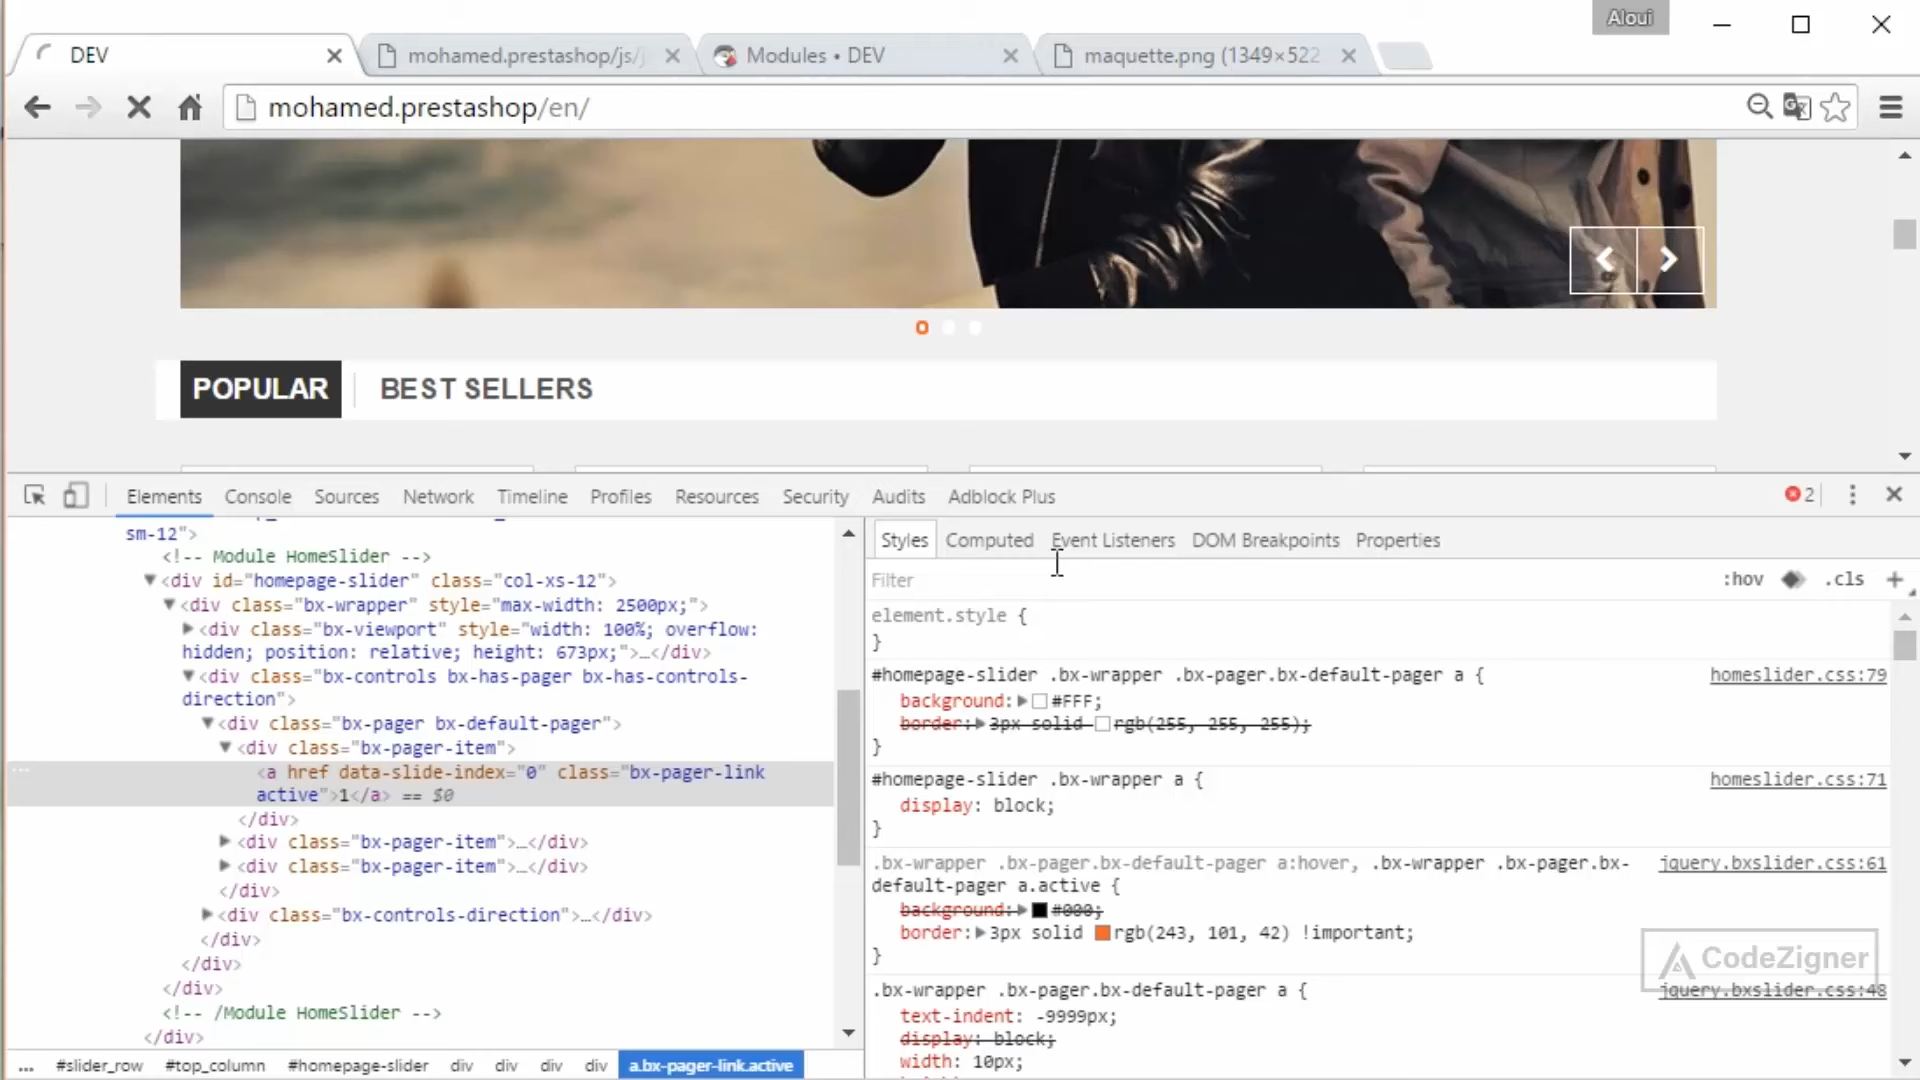 Aloui
DEV
mohamed.prestashop/js/j
Modules • DEV
maquette.png (1349×522
mohamed.prestashop/en/
POPULAR
BEST SELLERS
Elements Console Sources Network Timeline Profiles Resources Security Audits Adblock Plus
2
sm-12">
<!-- Module HomeSlider -->
<div id="homepage-slider" class="col-xs-12">
<div class="bx-wrapper" style="max-width: 2500px;">
<div class="bx-viewport" style="width: 100%; overflow:
hidden; position: relative; height: 673px;">…</div>
<div class="bx-controls bx-has-pager bx-has-controls-
direction">
<div class="bx-pager bx-default-pager">
<div class="bx-pager-item">
<a href data-slide-index="0" class="bx-pager-link
active">1</a> == $0
</div>
<div class="bx-pager-item">…</div>
<div class="bx-pager-item">…</div>
</div>
<div class="bx-controls-direction">…</div>
</div>
</div>
</div>
<!-- /Module HomeSlider -->
</div>
... #slider_row #top_column #homepage-slider div div div div a.bx-pager-link.active
Styles Computed Event Listeners DOM Breakpoints Properties
Filter :hov .cls +
element.style {
}
#homepage-slider .bx-wrapper .bx-pager.bx-default-pager a { homeslider.css:79
background: #FFF;
border: 3px solid rgb(255, 255, 255);
}
#homepage-slider .bx-wrapper a { homeslider.css:71
display: block;
}
.bx-wrapper .bx-pager.bx-default-pager a:hover, .bx-wrapper .bx-pager.bx- jquery.bxslider.css:61
default-pager a.active {
background: #000;
border: 3px solid rgb(243, 101, 42) !important;
}
CodeZigner
.bx-wrapper .bx-pager.bx-default-pager a { jquery.bxslider.css:48
text-indent: -9999px;
display: block;
width: 10px;